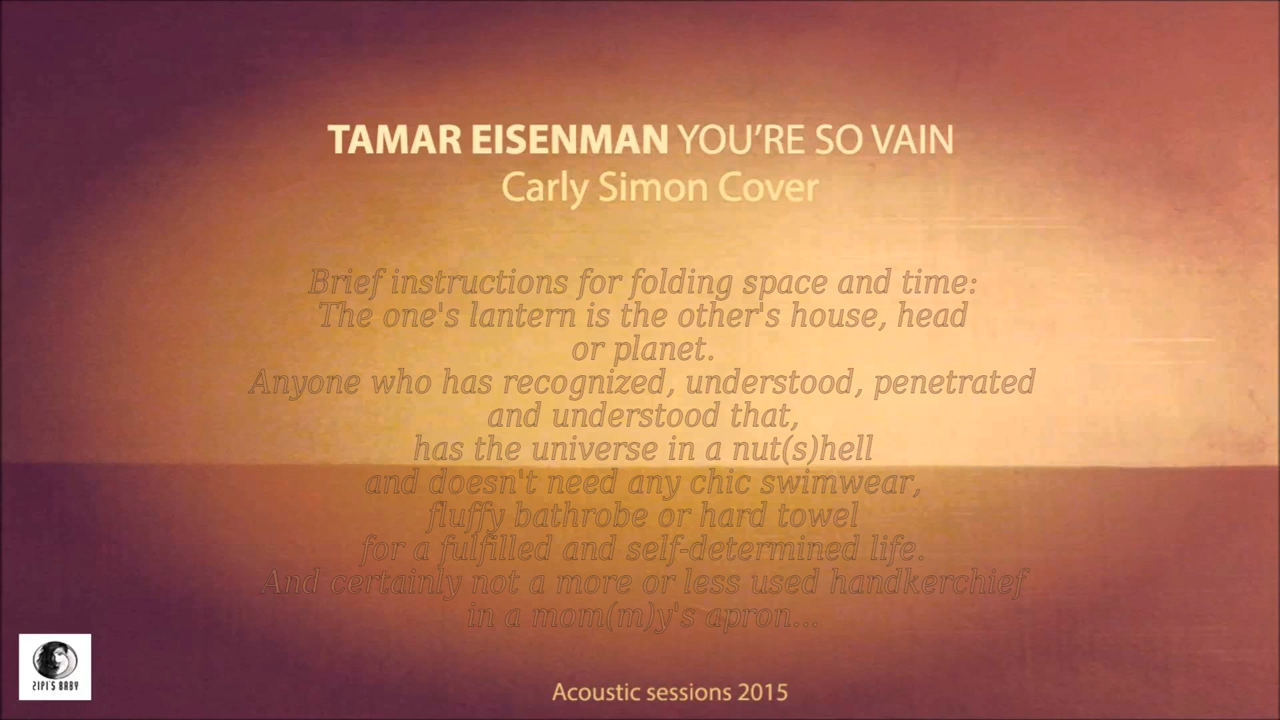 TAMAR EISENMAN YOU'RE SO VAIN
Carly Simon Cover
Brief instructions for folding space and time:
The one's lantern is the other's house, head
or planet.
Anyone who has recognized, understood, penetrated
and understood that,
has the universe in a nut(s)hell
and doesn't need any chic swimwear,
fluffy bathrobe or hard towel
for a fulfilled and self-determined life.
And certainly not a more or less used handkerchief
in a mom(m)y's apron...
ZIPI'S BABY
Acoustic sessions 2015